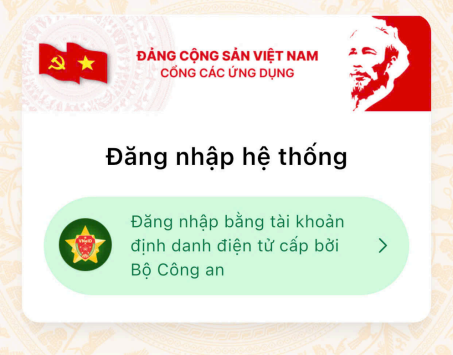 ĐẢNG CỘNG SẢN VIỆT NAM
CỔNG CÁC ỨNG DỤNG
Đăng nhập hệ thống
Đăng nhập bằng tài khoản
định danh điện tử cấp bởi
Bộ Công an